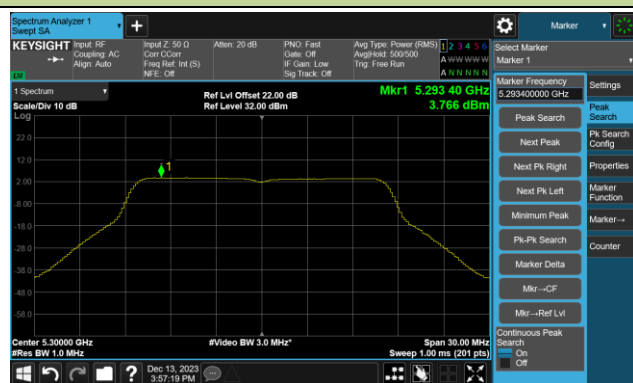 Spectrum Analyzer 1
Swept SA
Marker
KEYSIGHT
Input: RF
Coupling: AC
Align: Auto
Input Z: 50 Ω
Corr CCorr
Freq Ref: Int (S)
NFE: Off
Atten: 20 dB
PNO: Fast
Gate: Off
IF Gain: Low
Sig Track: Off
Avg Type: Power (RMS)
Avg|Hold: 500/500
Trig: Free Run
1 2 3 4 5 6
A W W W W W
A N N N N N
Select Marker
Marker 1
1 Spectrum
Scale/Div 10 dB
Log
Ref Lvl Offset 22.00 dB
Ref Level 32.00 dBm
Mkr1 5.293 40 GHz
3.766 dBm
22.0
12.0
1
-8.00
-18.0
-28.0
-38.0
-48.0
-58.0
Center 5.30000 GHz
#Res BW 1.0 MHz
#Video BW 3.0 MHz*
Span 30.00 MHz
Sweep 1.00 ms (201 pts)
Marker Frequency
5.293400000 GHz
Peak Search
Next Peak
Next Pk Right
Next Pk Left
Minimum Peak
Pk-Pk Search
Marker Delta
Mkr→CF
Mkr→Ref Lvl
Continuous Peak
Search
On
Off
Settings
Peak
Search
Pk Search
Config
Properties
Marker
Function
Marker→
Counter
?
Dec 13, 2023
3:57:19 PM